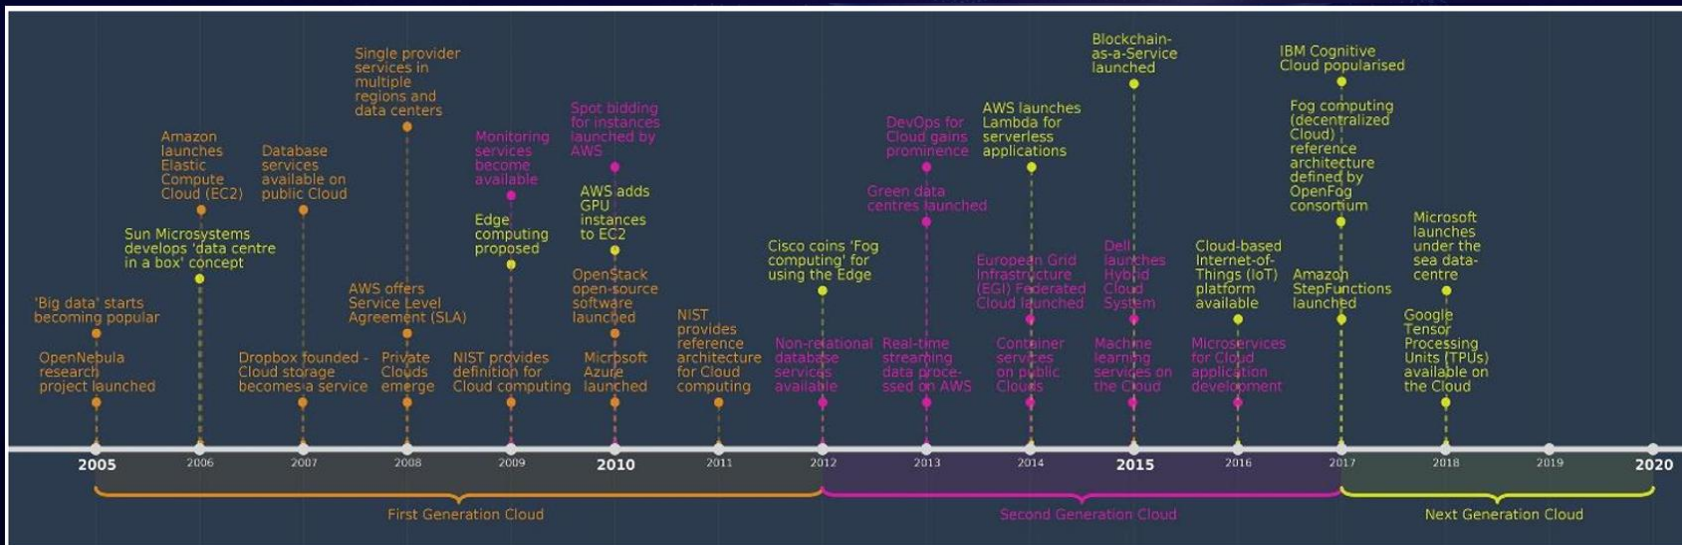 'Big data' starts
becoming popular
OpenNebula
research
project launched
Amazon
launches
Elastic
Compute
Cloud (EC2)
Sun Microsystems
develops 'data centre
in a box' concept
Database
services
available on
public Cloud
Dropbox founded -
Cloud storage
becomes a service
Single provider
services in
multiple
regions and
data centers
AWS offers
Service Level
Agreement (SLA)
Private
Clouds
emerge
Monitoring
services
become
available
Edge
computing
proposed
NIST provides
definition for
Cloud computing
Spot bidding
for instances
launched by
AWS
AWS adds
GPU
instances
to EC2
OpenStack
open-source
software
launched
Microsoft
Azure
launched
NIST
provides
reference
architecture
for Cloud
computing
Cisco coins 'Fog
computing' for
using the Edge
Non-relational
database
services
available
DevOps for
Cloud gains
prominence
Green data
centres launched
Real-time
streaming
data proce-
ssed on AWS
AWS launches
Lambda for
serverless
applications
European Grid
Infrastructure
(EGI) Federated
Cloud launched
Container
services
on public
Clouds
Blockchain-
as-a-Service
launched
Dell
launches
Hybrid
Cloud
System
Machine
learning
services on
the Cloud
Cloud-based
Internet-of-
Things (IoT)
platform
available
Microservices
for Cloud
application
development
IBM Cognitive
Cloud popularised
Fog computing
(decentralized
Cloud)
reference
architecture
defined by
OpenFog
consortium
Amazon
StepFunctions
launched
Microsoft
launches
under the
sea data-
centre
Google
Tensor
Processing
Units (TPUs)
available on
the Cloud
2005 2006 2007 2008 2009 2010 2011 2012 2013 2014 2015 2016 2017 2018 2019 2020
First Generation Cloud
Second Generation Cloud
Next Generation Cloud